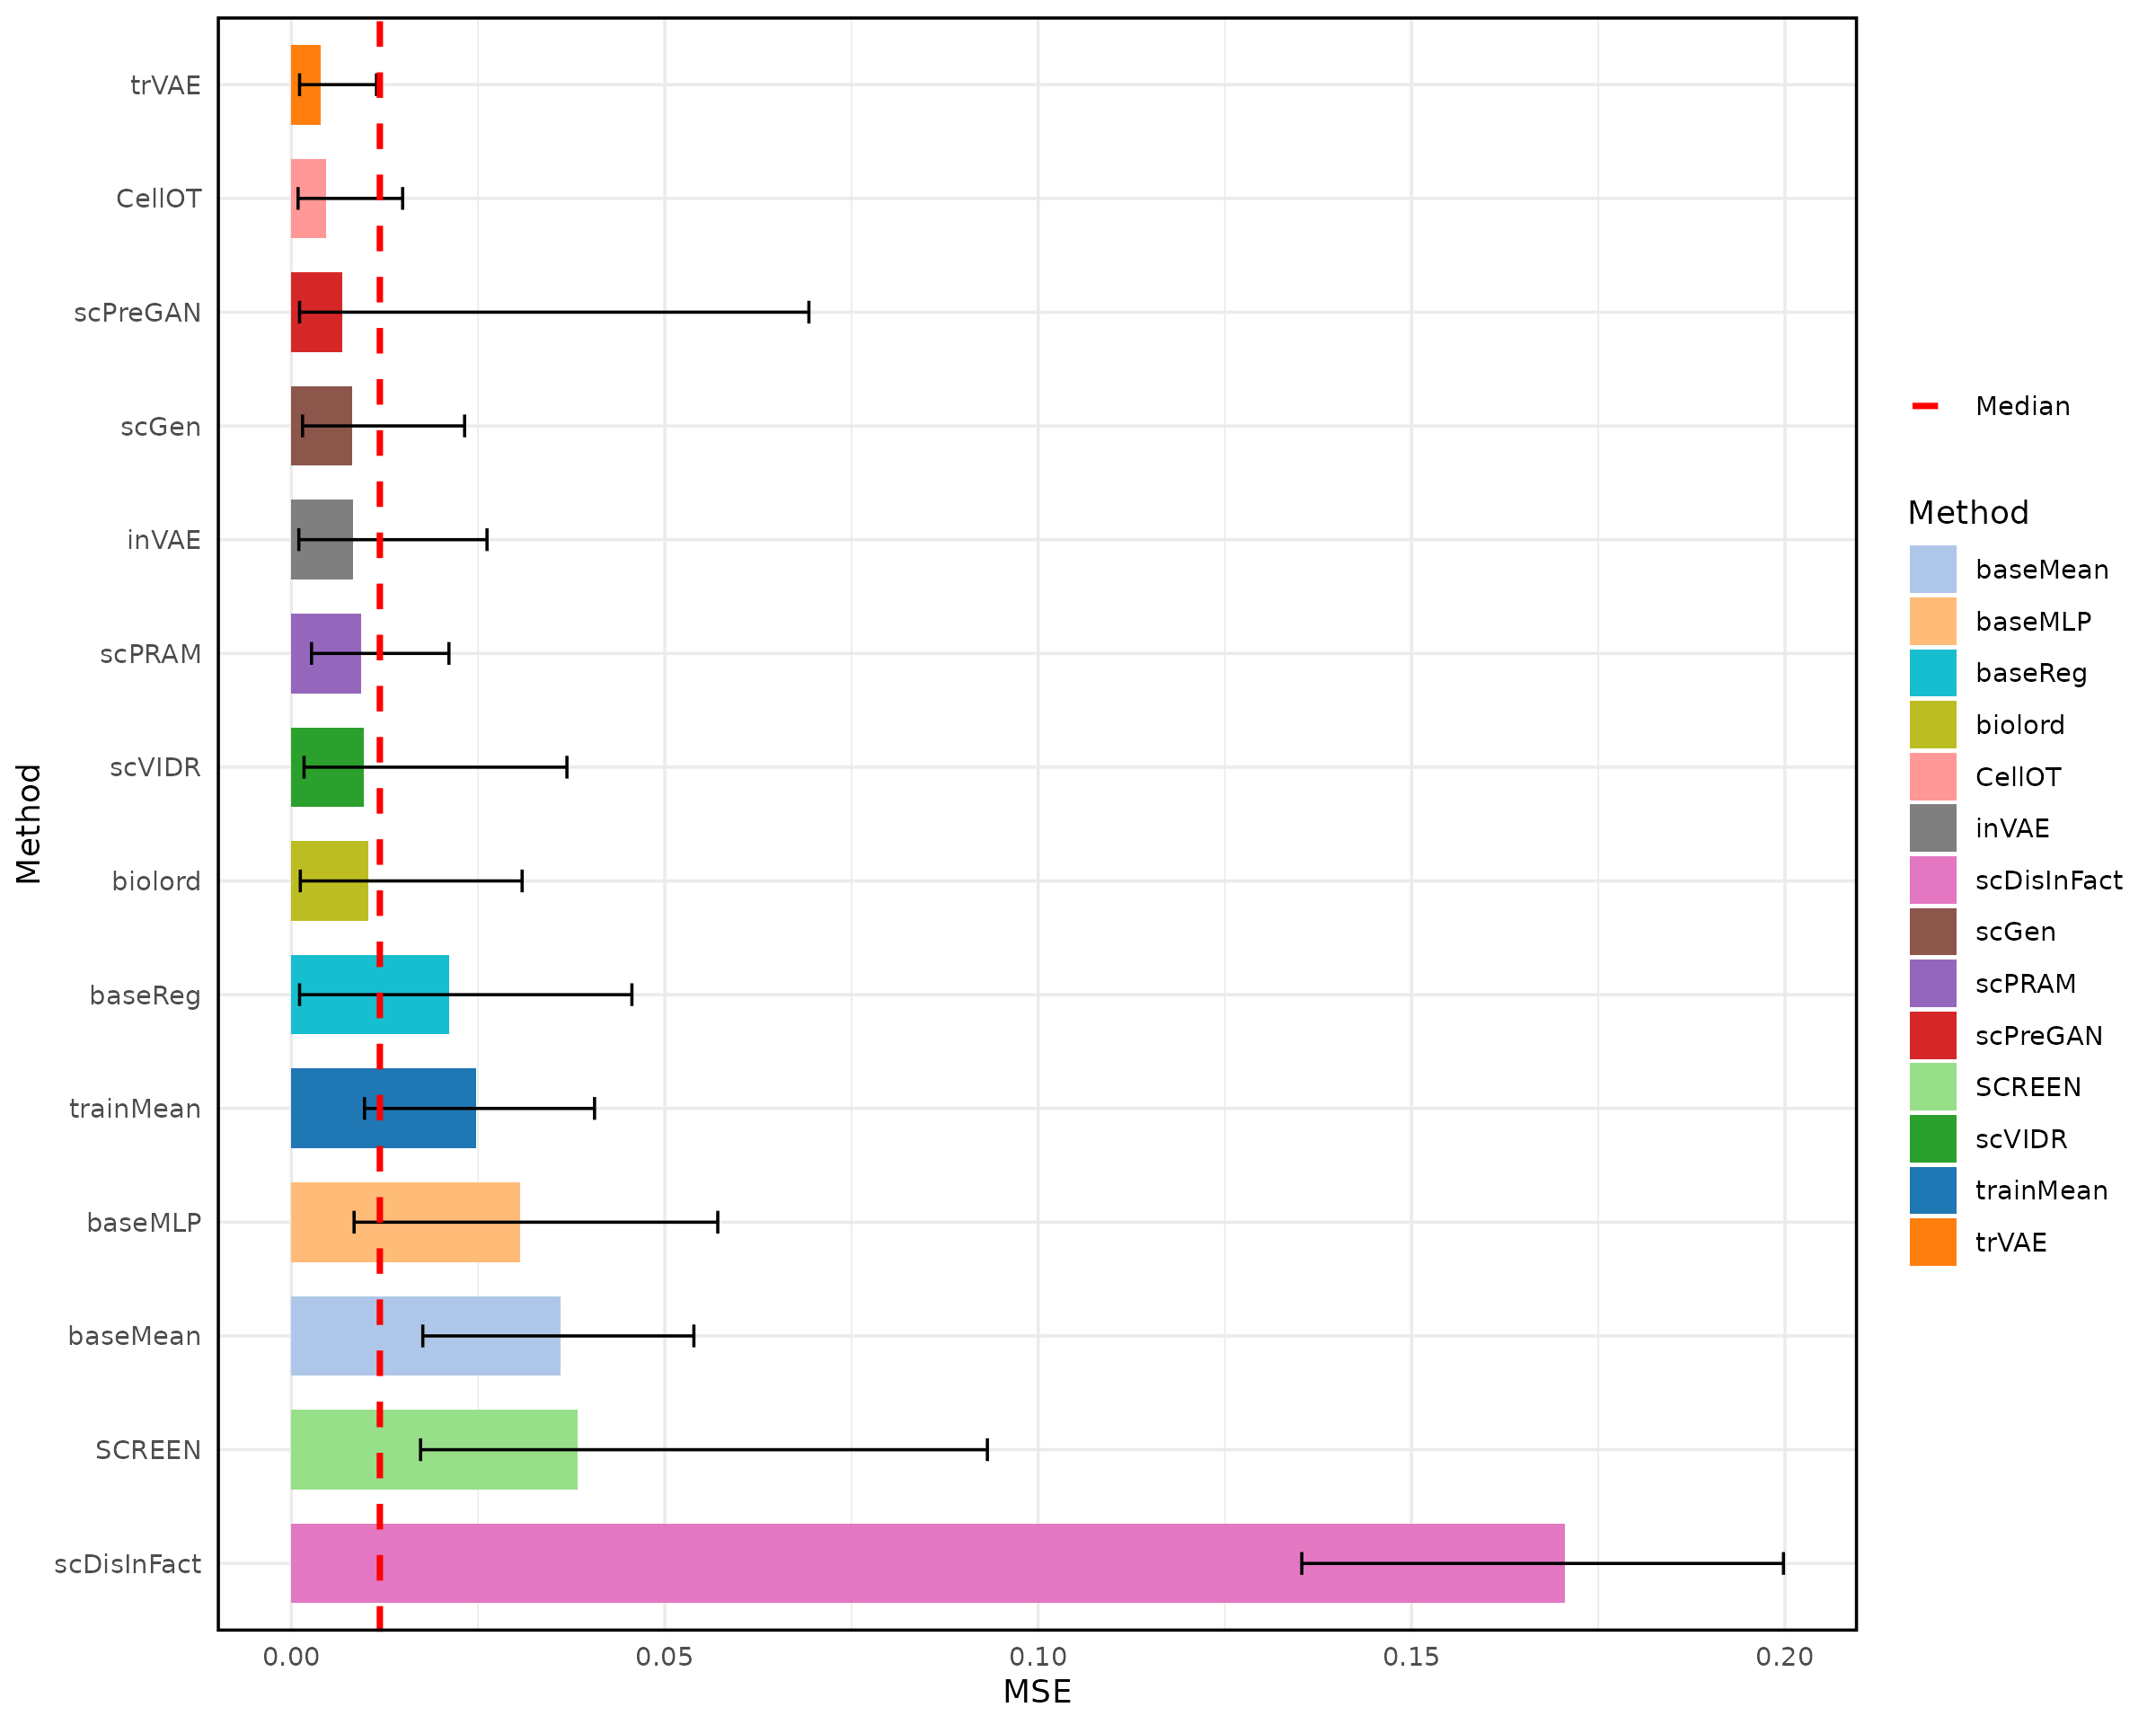 trVAE
CellOT
scPreGAN
scGen
inVAE
scPRAM
scVIDR
biolord
baseReg
trainMean
baseMLP
baseMean
SCREEN
scDisInFact
Method
0.00 0.05 0.10 0.15 0.20
MSE
Median
Method
baseMean
baseMLP
baseReg
biolord
CellOT
inVAE
scDisInFact
scGen
scPRAM
scPreGAN
SCREEN
scVIDR
trainMean
trVAE